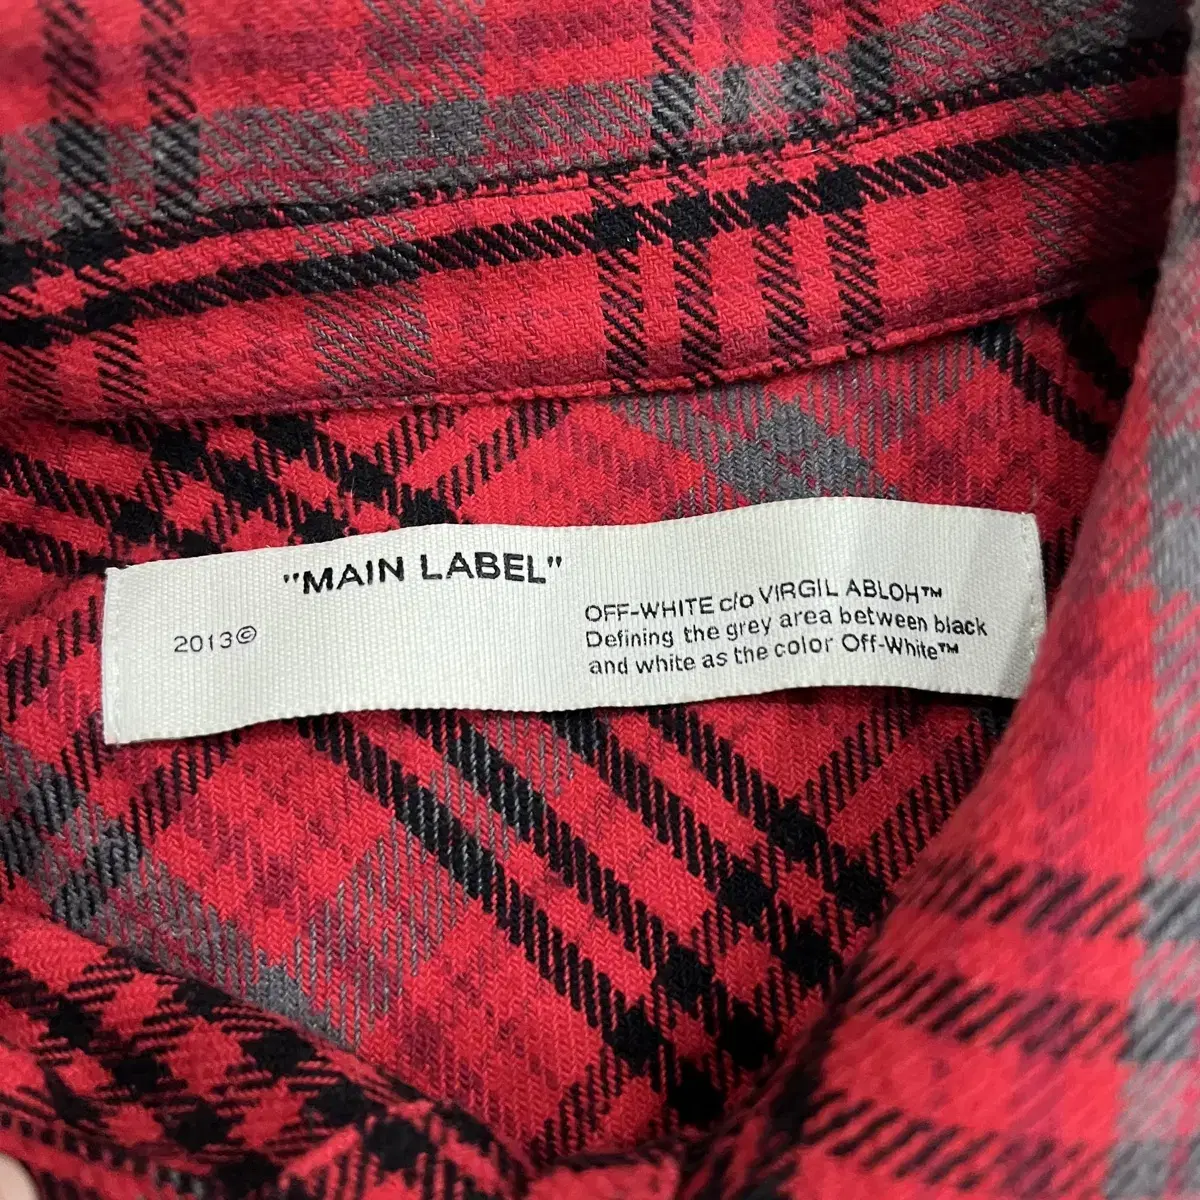 "MAIN LABEL"
2013©
OFF-WHITE c/o VIRGIL ABLOH™
Defining the grey area between black
and white as the color Off-White™